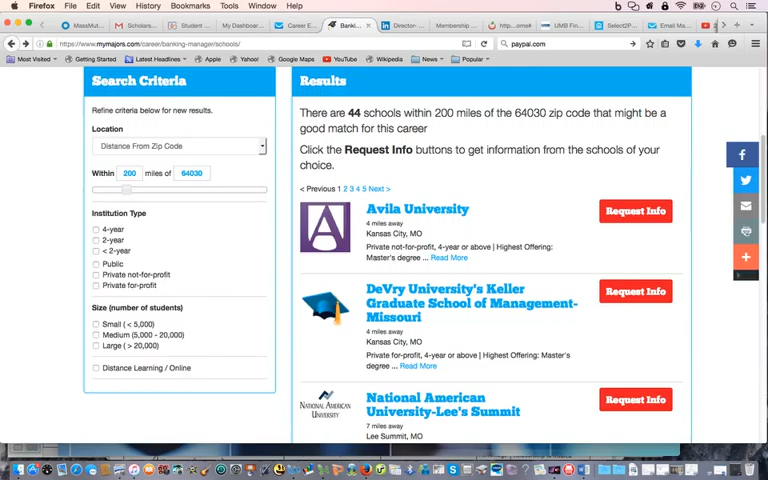 Firefox File Edit View History Bookmarks Tools Window Help
MassMut Scholars Student My Dashboa Career E Banki Director- Membership UMB Finan Select2P Email Ma
https://www.mymajors.com/career/banking-manager/schools/
paypal.com
Most Visited Getting Started Latest Headlines Apple Yahoo! Google Maps YouTube Wikipedia News Popular
Search Criteria
Refine criteria below for new results.
Location
Distance From Zip Code
Within 200 miles of 64030
Institution Type
4-year
2-year
< 2-year
Public
Private not-for-profit
Private for-profit
Size (number of students)
Small ( < 5,000)
Medium (5,000 - 20,000)
Large ( > 20,000)
Distance Learning / Online
Results
There are 44 schools within 200 miles of the 64030 zip code that might be a
good match for this career
Click the Request Info buttons to get information from the schools of your
choice.
< Previous 1 2 3 4 5 Next >
Avila University
Request Info
4 miles away
Kansas City, MO
Private not-for-profit, 4-year or above | Highest Offering:
Master's degree ... Read More
DeVry University's Keller
Graduate School of Management-
Missouri
Request Info
4 miles away
Kansas City, MO
Private for-profit, 4-year or above | Highest Offering: Master's
degree ... Read More
NATIONAL AMERICAN
UNIVERSITY
National American
University-Lee's Summit
Request Info
7 miles away
Lee Summit, MO